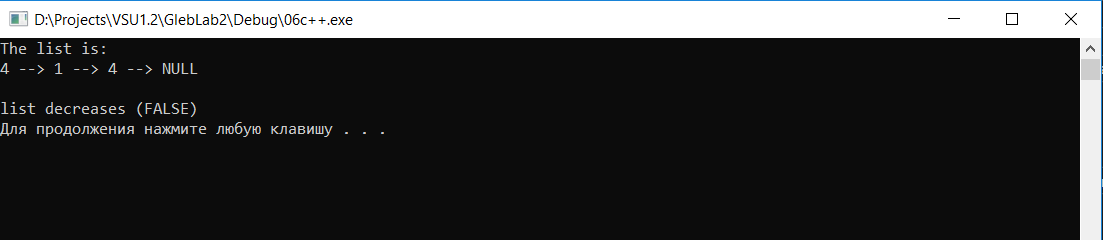 D:\Projects\VSU1.2\GlebLab2\Debug\06c++.exe
The list is:
4 --> 1 --> 4 --> NULL
list decreases (FALSE)
Для продолжения нажмите любую клавишу . . .